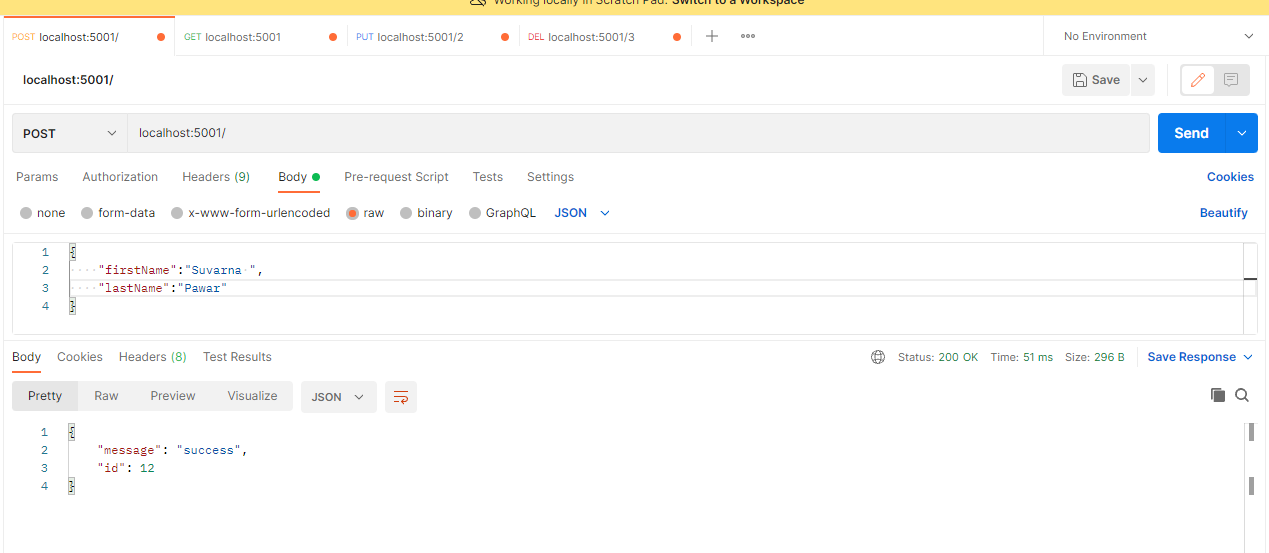 Working locally in Scratch Pad. Switch to a Workspace
POST localhost:5001/ GET localhost:5001 PUT localhost:5001/2 DEL localhost:5001/3 No Environment
localhost:5001/ Save
POST localhost:5001/ Send
Params Authorization Headers (9) Body Pre-request Script Tests Settings Cookies
none form-data x-www-form-urlencoded raw binary GraphQL JSON Beautify
1 {
2 ····"firstName":"Suvarna·",
3 ····"lastName":"Pawar"
4 }
Body Cookies Headers (8) Test Results Status: 200 OK Time: 51 ms Size: 296 B Save Response
Pretty Raw Preview Visualize JSON
1 {
2 "message": "success",
3 "id": 12
4 }